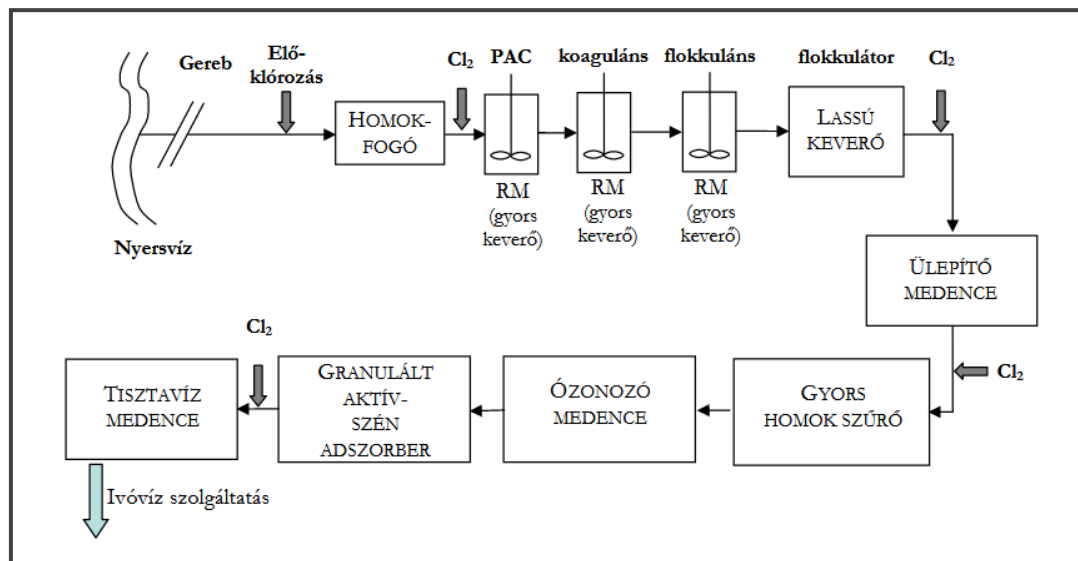 Gereb
Elő-
klórozás
Cl₂
PAC
koaguláns
flokkuláns
flokkulátor
Cl₂
HOMOK-
FOGÓ
LASSÚ
KEVERŐ
RM
(gyors
keverő)
RM
(gyors
keverő)
RM
(gyors
keverő)
Nyersvíz
ÜLEPÍTŐ
MEDENCE
Cl₂
Cl₂
TISZTAVÍZ
MEDENCE
GRANULÁLT
AKTÍV-
SZÉN
ADSZORBER
ÓZONOZÓ
MEDENCE
GYORS
HOMOK SZŰRŐ
Ivóvíz szolgáltatás